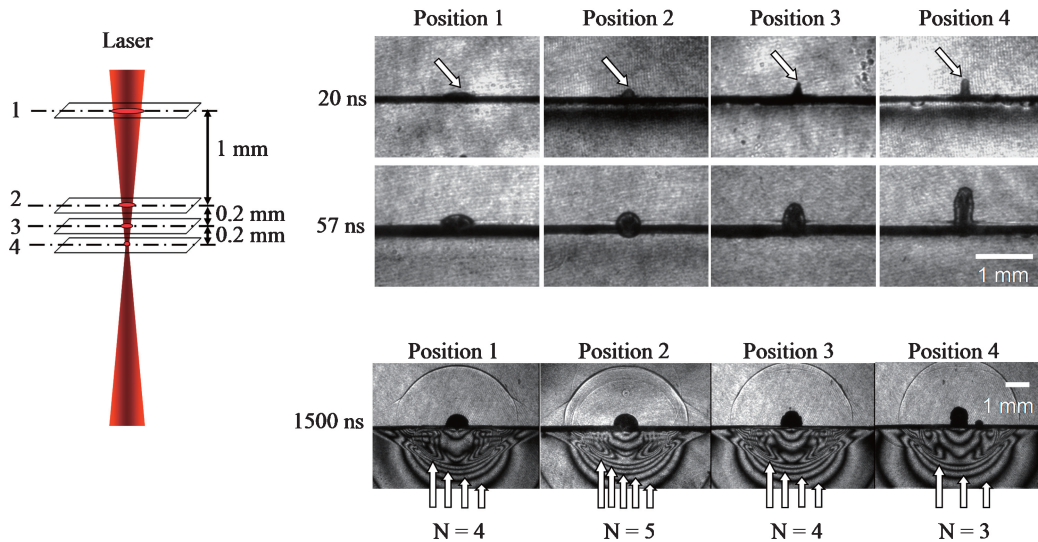 Laser
1
1 mm
2
0.2 mm
3
0.2 mm
4
Position 1 Position 2 Position 3 Position 4
20 ns
57 ns
1 mm
Position 1 Position 2 Position 3 Position 4
1500 ns
1 mm
N = 4 N = 5 N = 4 N = 3